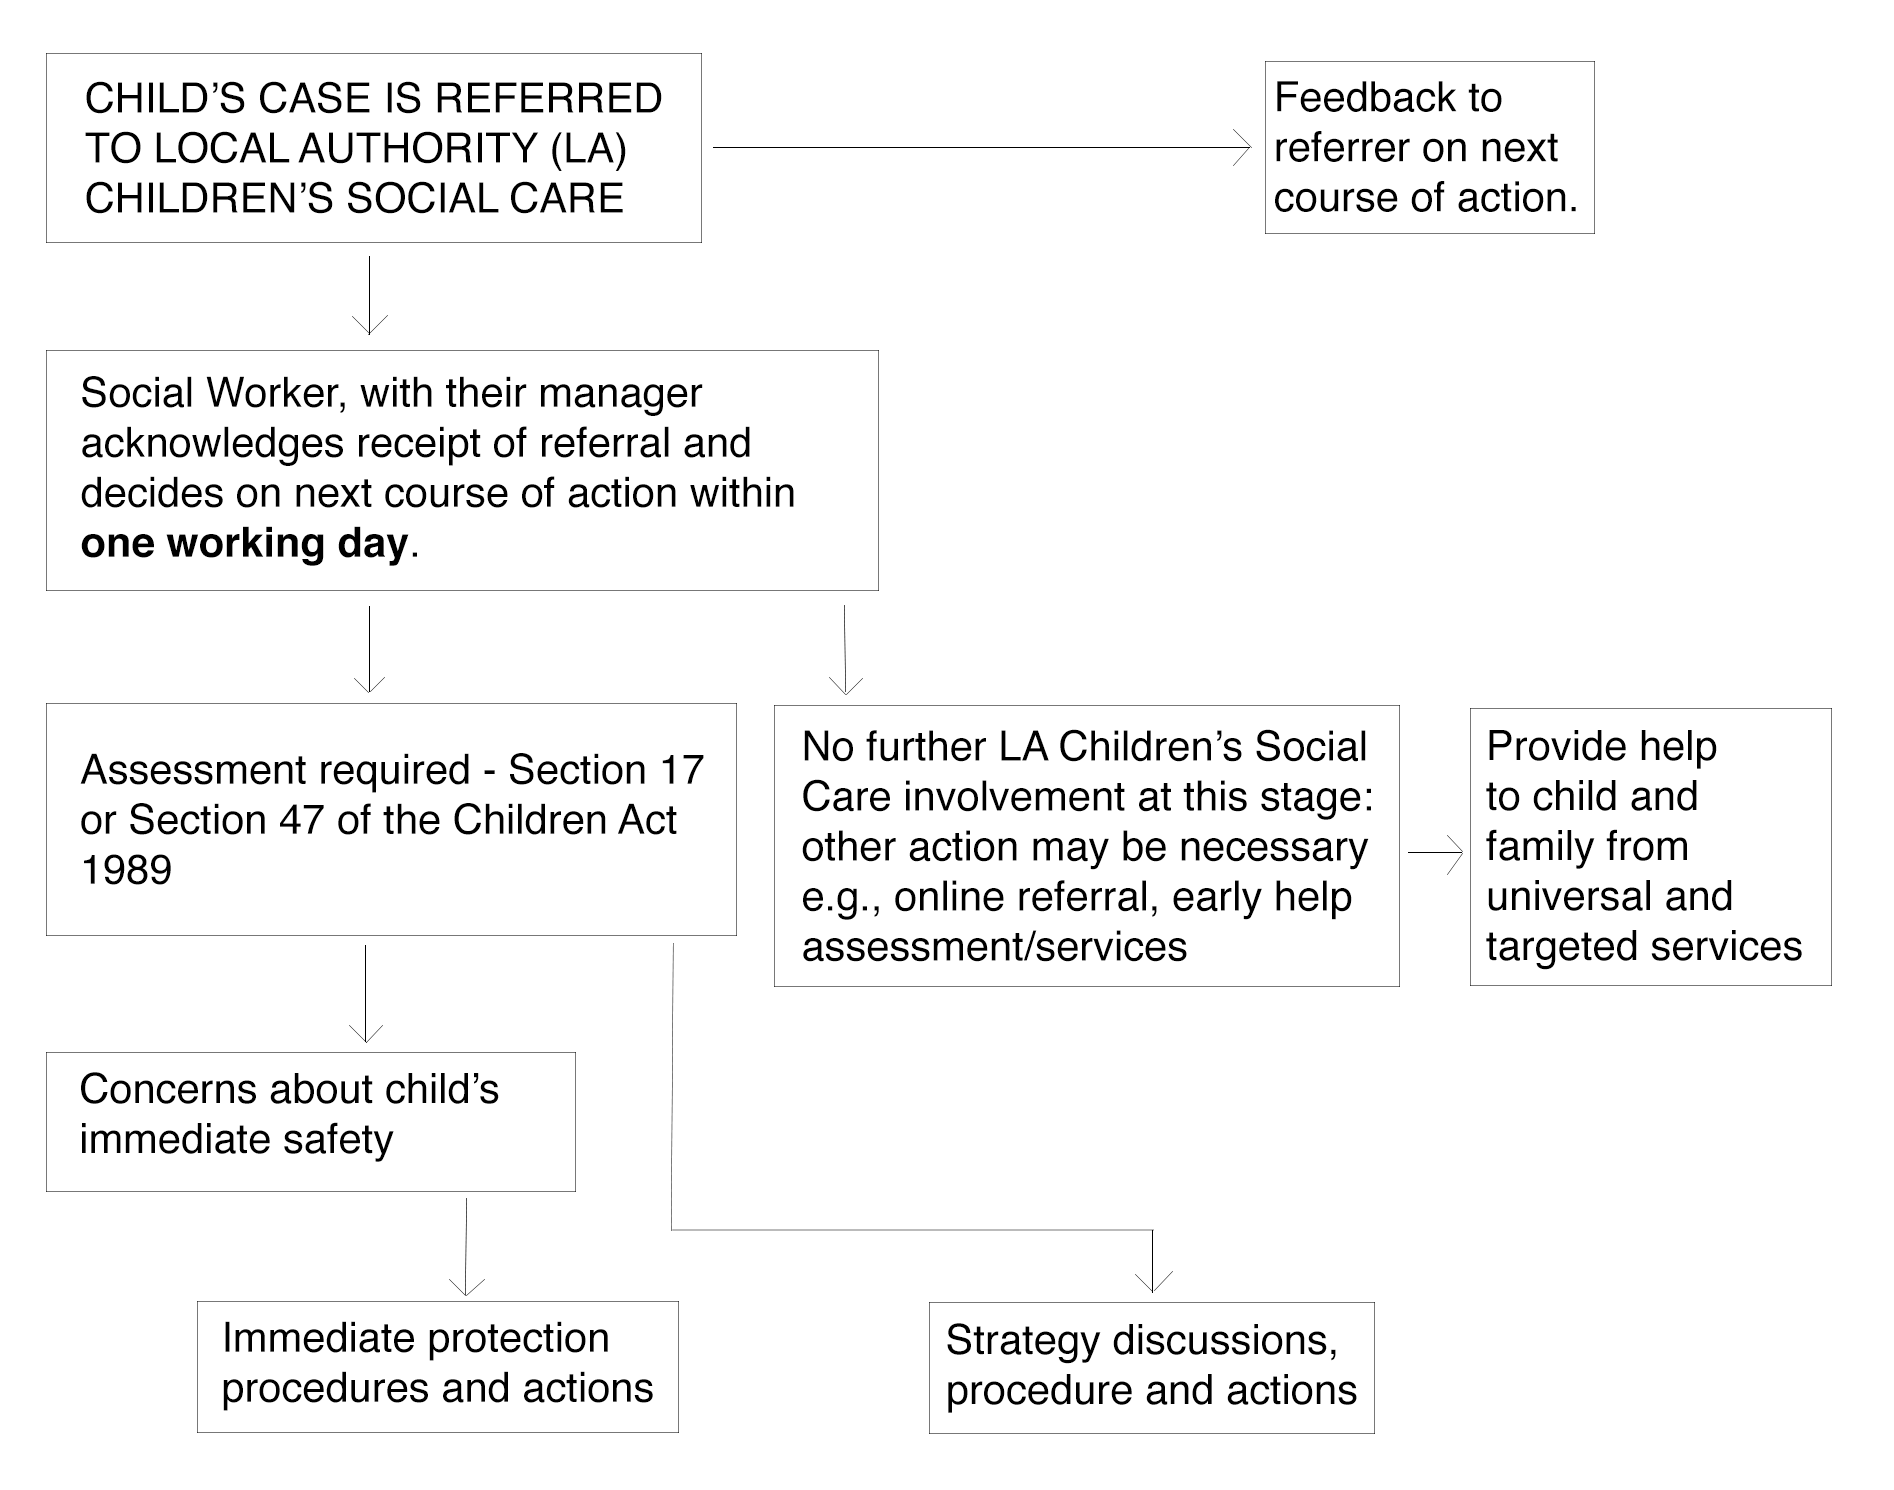 CHILD’S CASE IS REFERRED
TO LOCAL AUTHORITY (LA)
CHILDREN’S SOCIAL CARE
Feedback to
referrer on next
course of action.
Social Worker, with their manager
acknowledges receipt of referral and
decides on next course of action within
one working day.
Assessment required - Section 17
or Section 47 of the Children Act
1989
No further LA Children’s Social
Care involvement at this stage:
other action may be necessary
e.g., online referral, early help
assessment/services
Provide help
to child and
family from
universal and
targeted services
Concerns about child’s
immediate safety
Immediate protection
procedures and actions
Strategy discussions,
procedure and actions